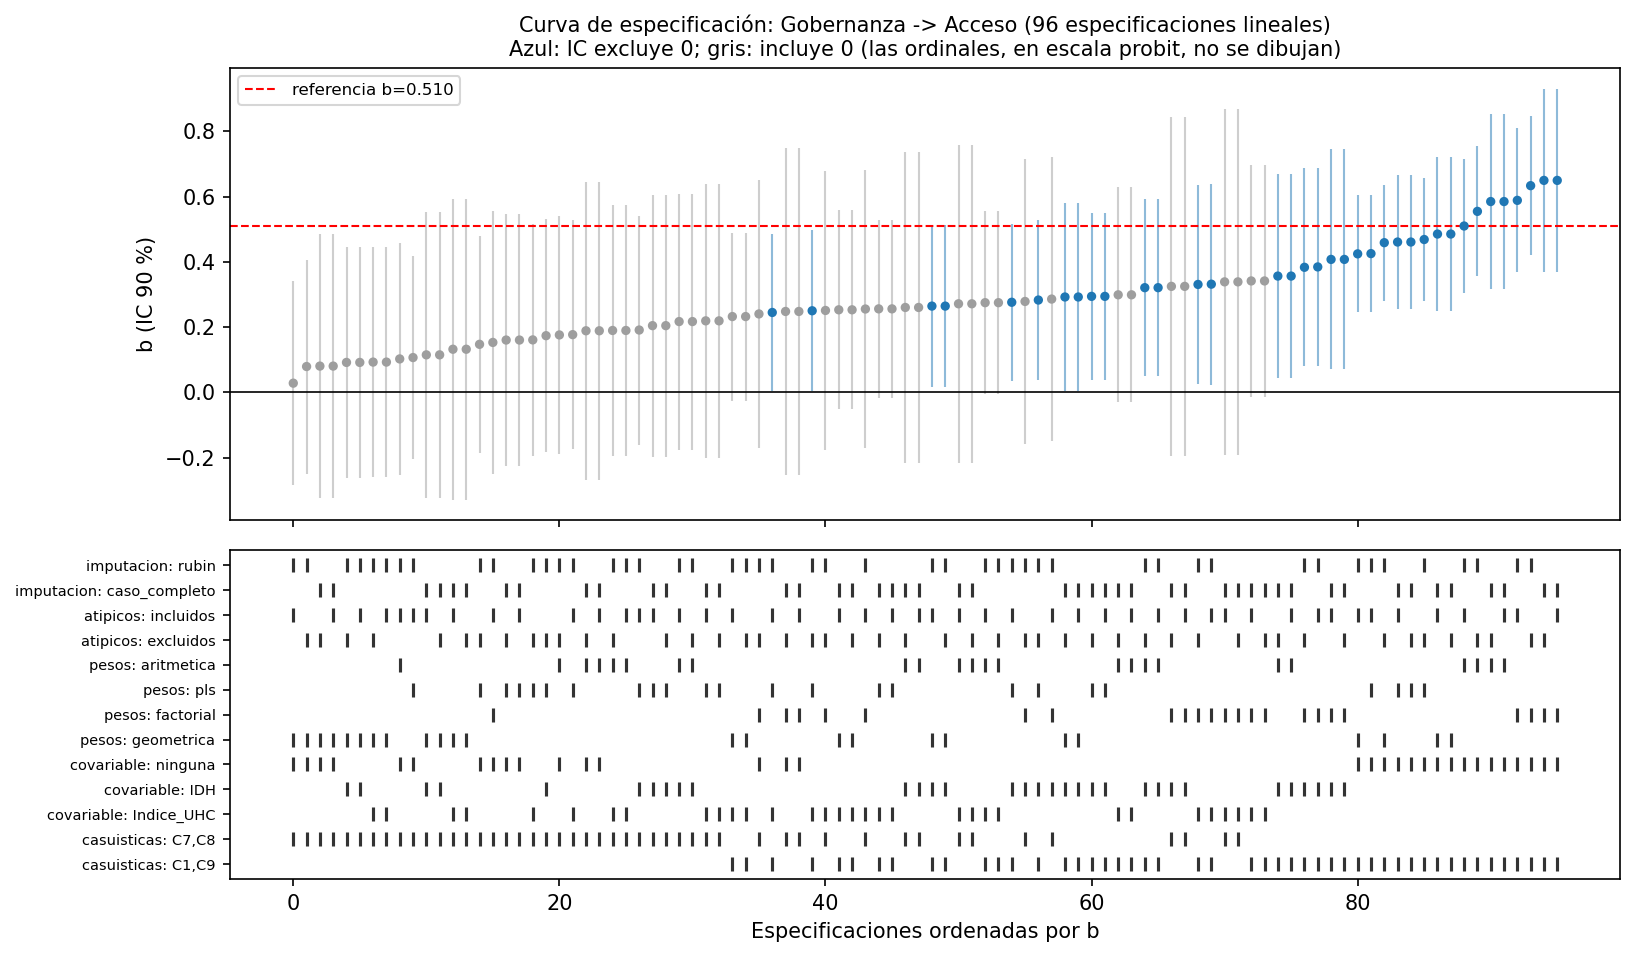 Curva de especificación: Gobernanza -> Acceso (96 especificaciones lineales)
Azul: IC excluye 0; gris: incluye 0 (las ordinales, en escala probit, no se dibujan)
referencia b=0.510
b (IC 90 %)
0.8
0.6
0.4
0.2
0.0
−0.2
imputacion: rubin
imputacion: caso_completo
atipicos: incluidos
atipicos: excluidos
pesos: aritmetica
pesos: pls
pesos: factorial
pesos: geometrica
covariable: ninguna
covariable: IDH
covariable: Indice_UHC
casuisticas: C7,C8
casuisticas: C1,C9
0 20 40 60 80
Especificaciones ordenadas por b